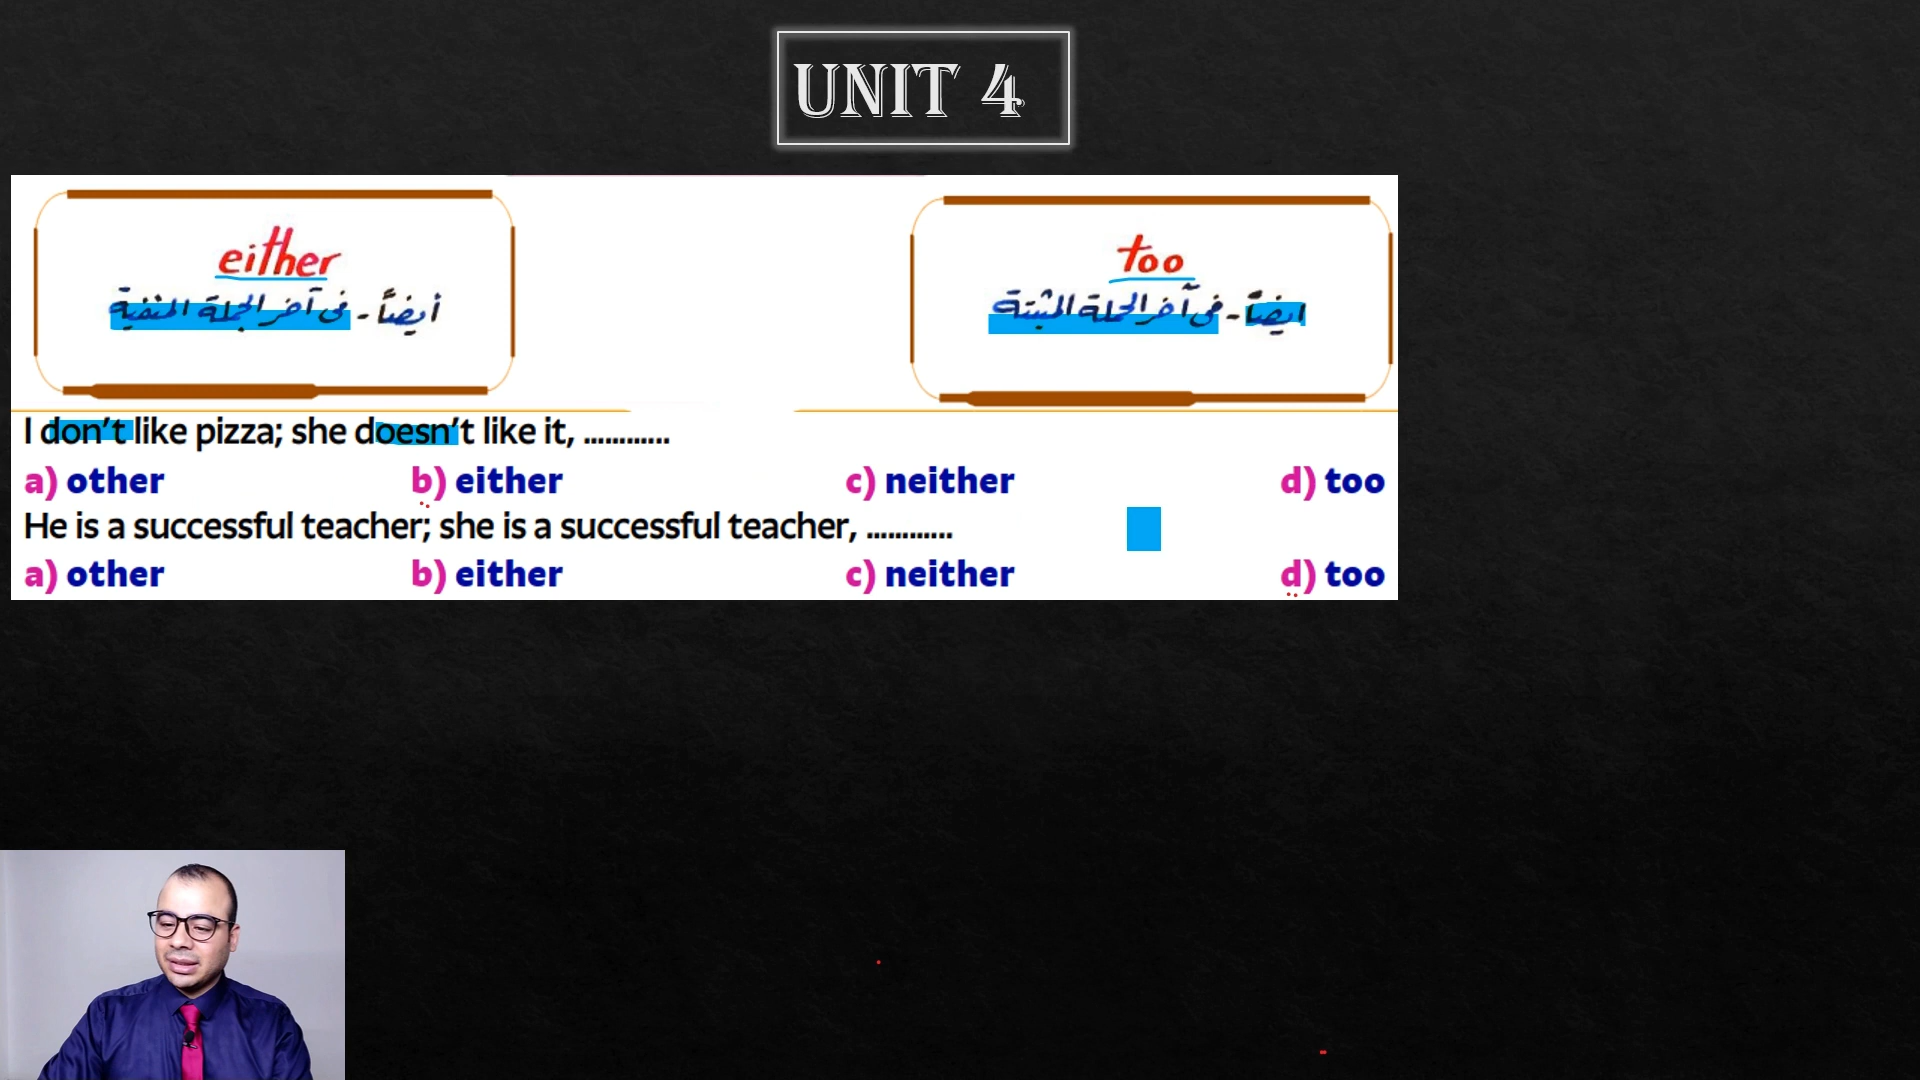 UNIT 4
either
أيضاً - فى آخر الجملة المنفية
too
ايضاً - فى آخر الجملة المثبتة
I don't like pizza; she doesn't like it, ............
a) other b) either c) neither d) too
He is a successful teacher; she is a successful teacher, ............
a) other b) either c) neither d) too